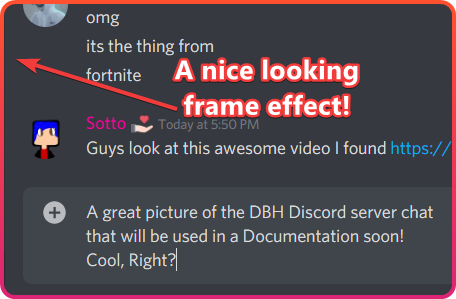 omg
its the thing from
fortnite
A nice looking
frame effect!
Sotto Today at 5:50 PM
Guys look at this awesome video I found https://
A great picture of the DBH Discord server chat
that will be used in a Documentation soon!
Cool, Right?